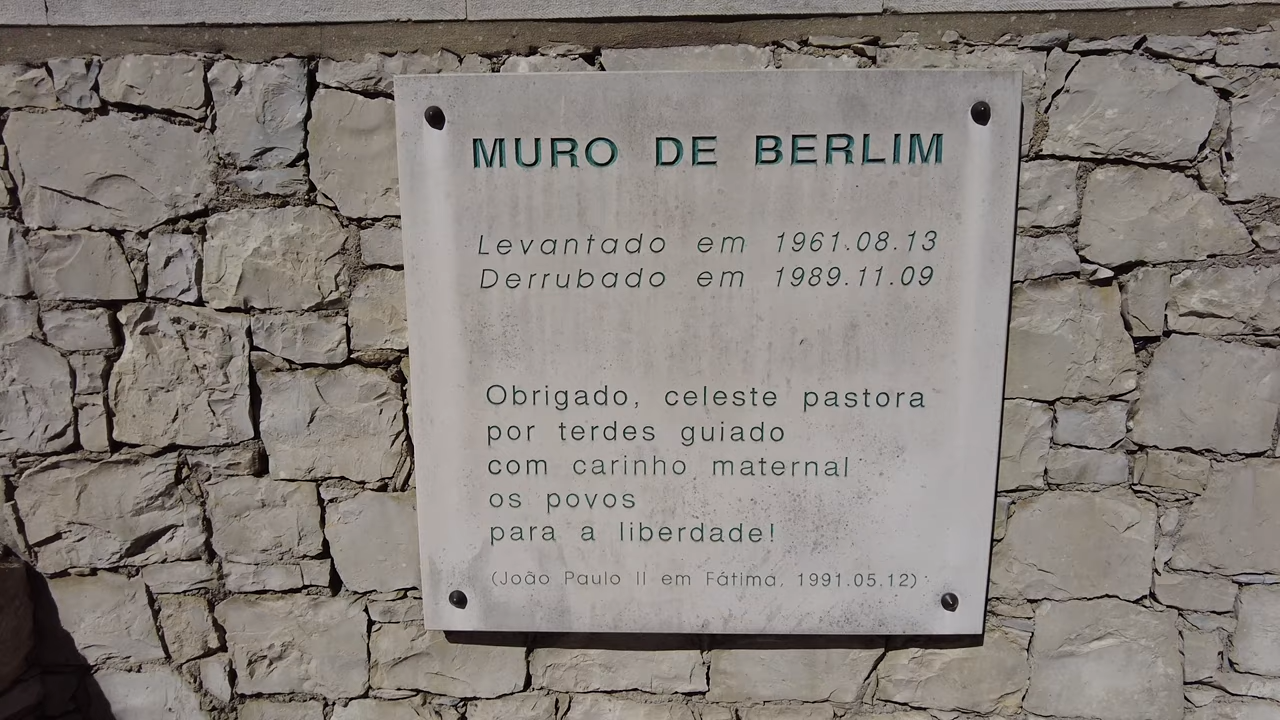 MURO DE BERLIM
Levantado em 1961.08.13
Derrubado em 1989.11.09
Obrigado, celeste pastora
por terdes guiado
com carinho maternal
os povos
para a liberdade!
(João Paulo II em Fátima, 1991.05.12)